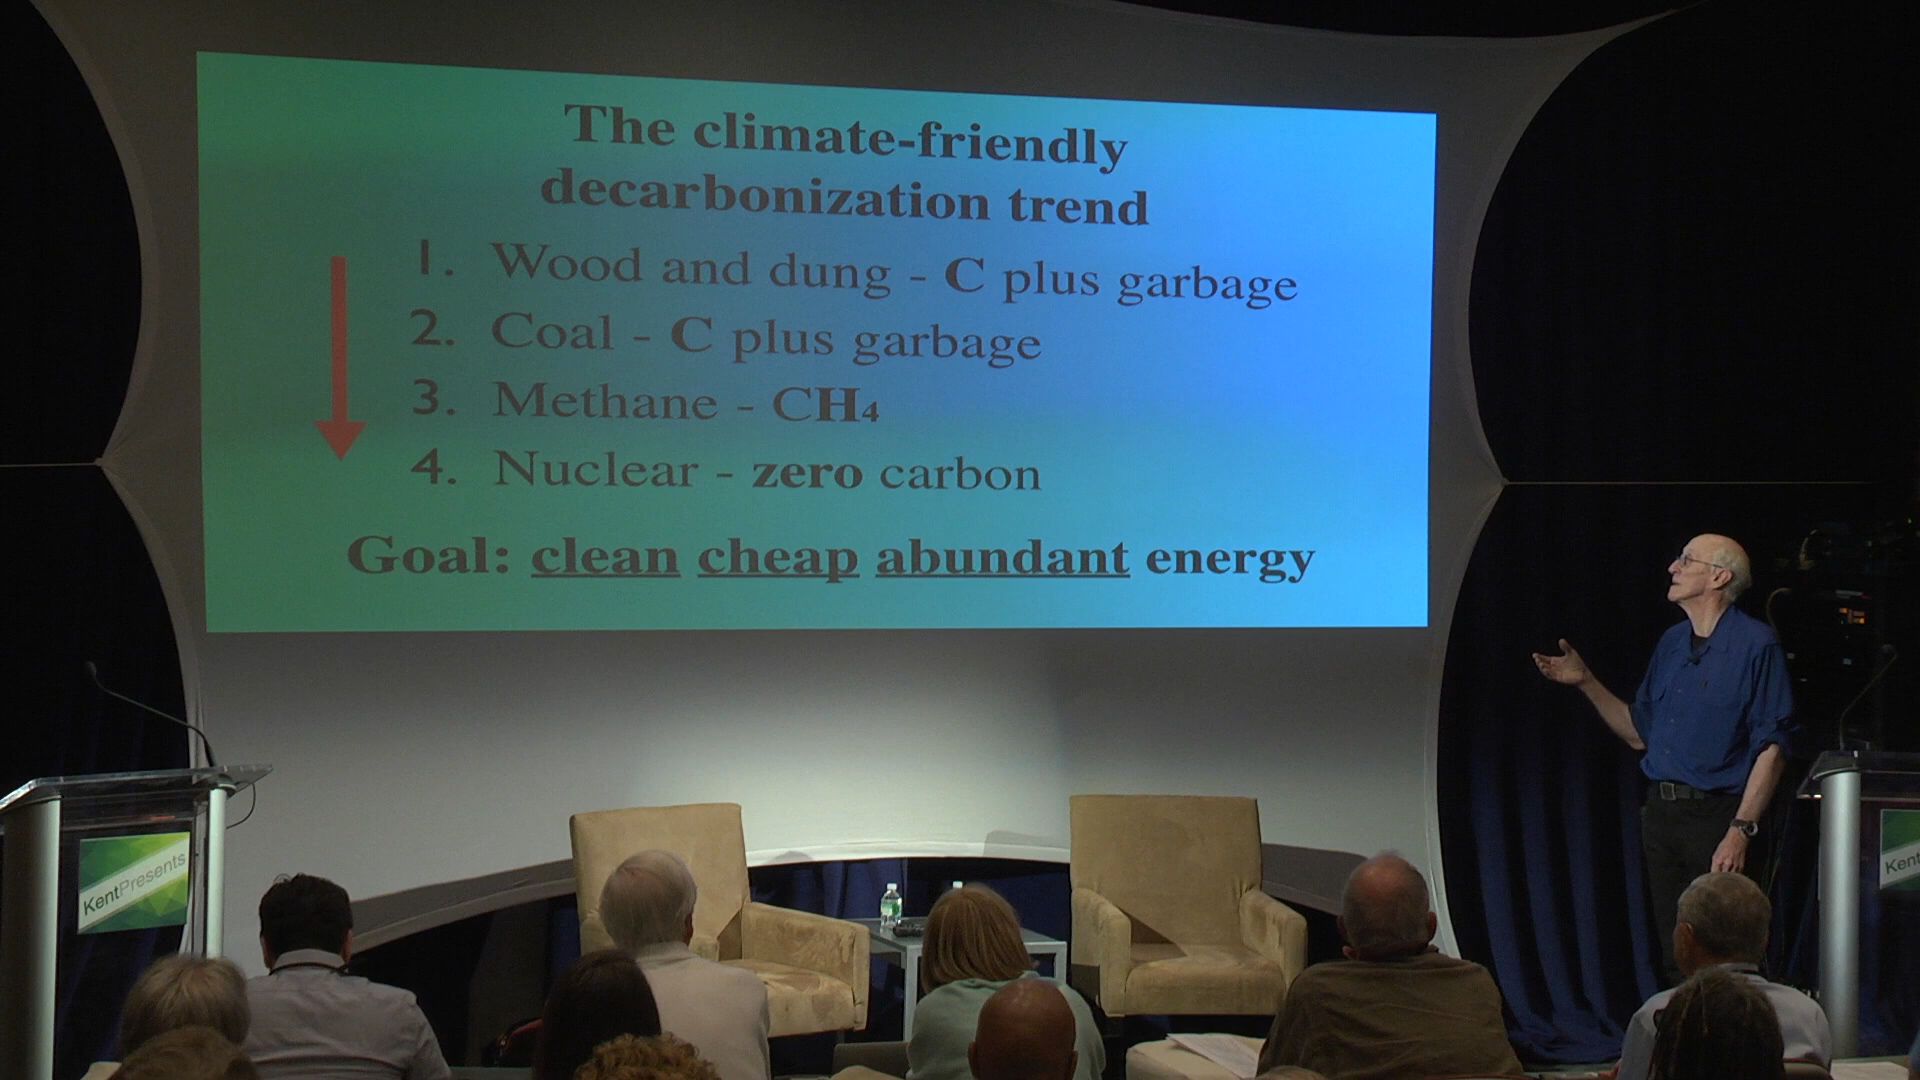 The climate-friendly
decarbonization trend
1. Wood and dung - C plus garbage
2. Coal - C plus garbage
3. Methane - CH4
4. Nuclear - zero carbon
Goal: clean cheap abundant energy
KentPresents
Kent